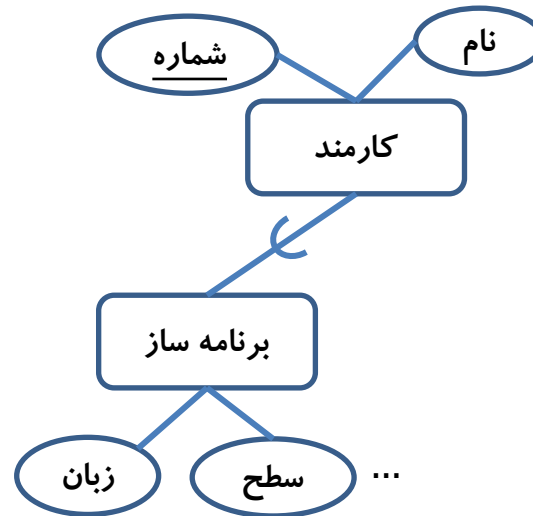 نام
شماره
کارمند
برنامه ساز
زبان
سطح
...